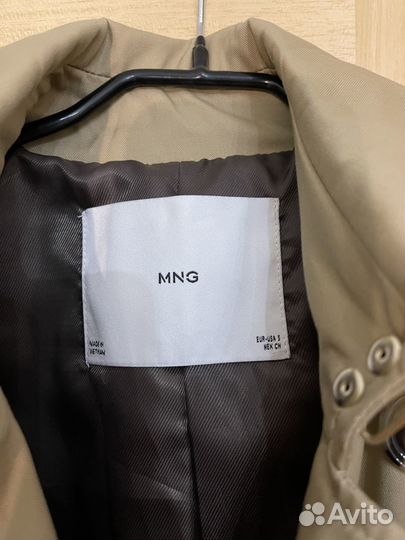 MNG
MADE IN
VIETNAM
EUR-USA S
MEX CH
Avito